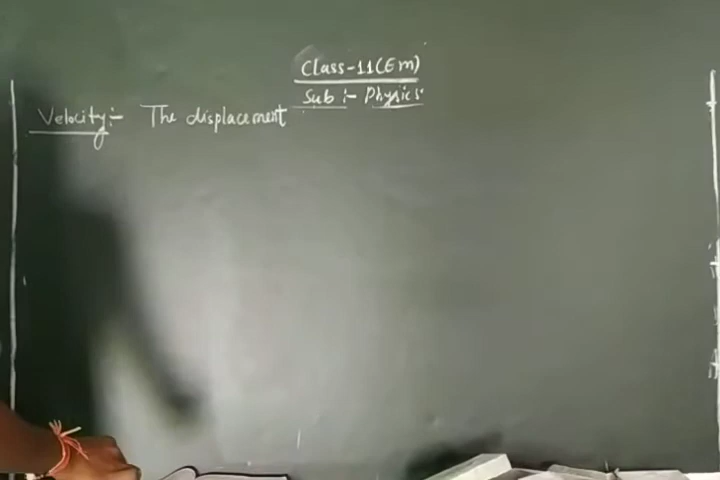 Class-11(Em)
Sub :- Physics
Velocity:- The displacement